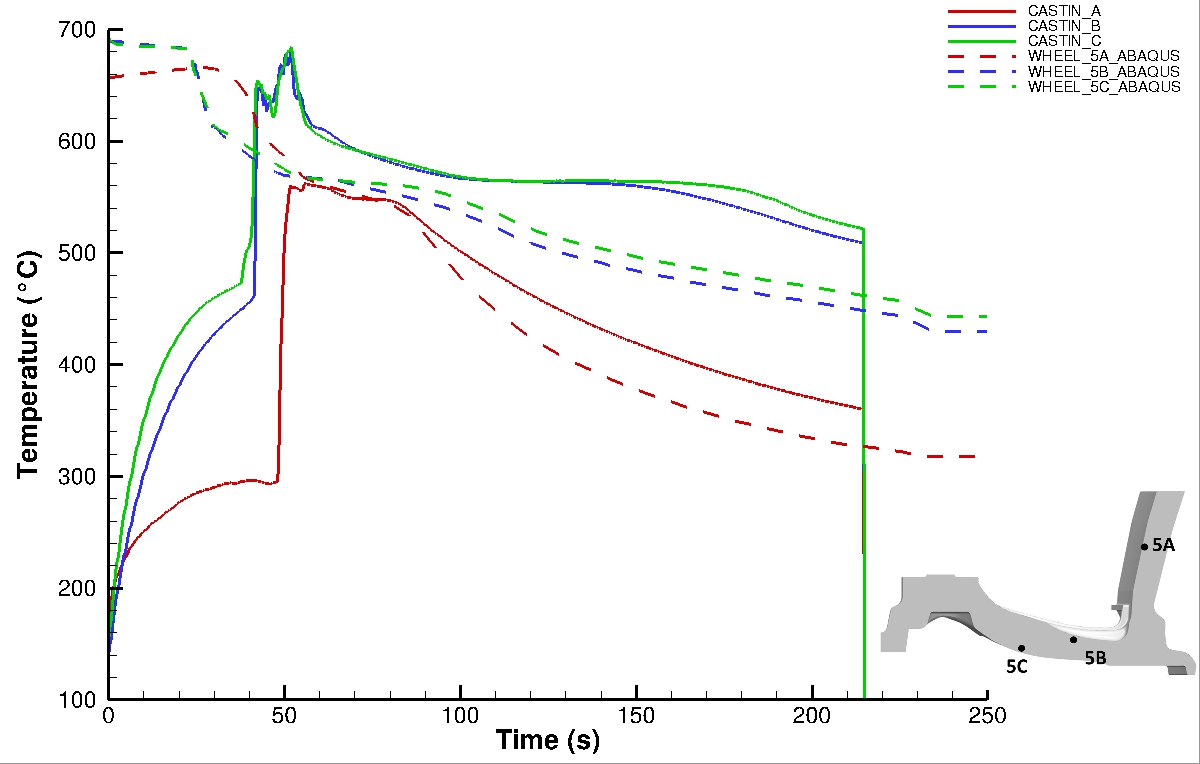 CASTIN_A
CASTIN_B
CASTIN_C
WHEEL_5A_ABAQUS
WHEEL_5B_ABAQUS
WHEEL_5C_ABAQUS
700
600
500
400
300
200
100
Temperature (°C)
0 50 100 150 200 250
Time (s)
5A
5B
5C